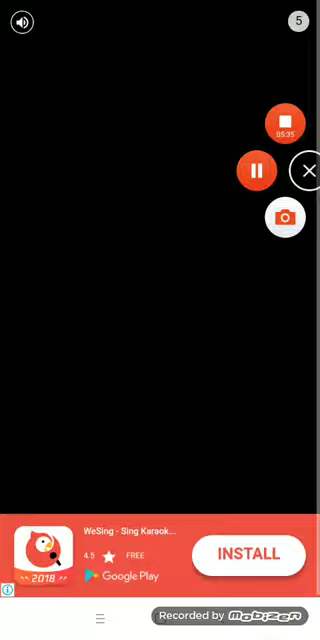 5
05:35
WeSing - Sing Karaok...
4.5 FREE
INSTALL
2018
Google Play
Recorded by MOBIZEN